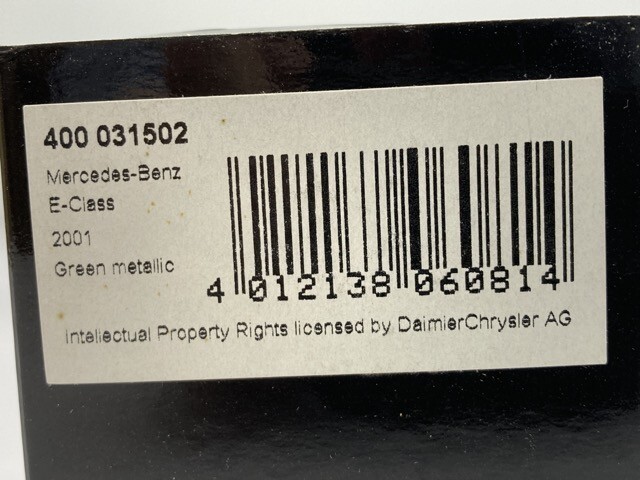 400 031502
Mercedes-Benz
E-Class
2001
Green metallic
4 012138 060814
Intellectual Property Rights licensed by DaimlerChrysler AG